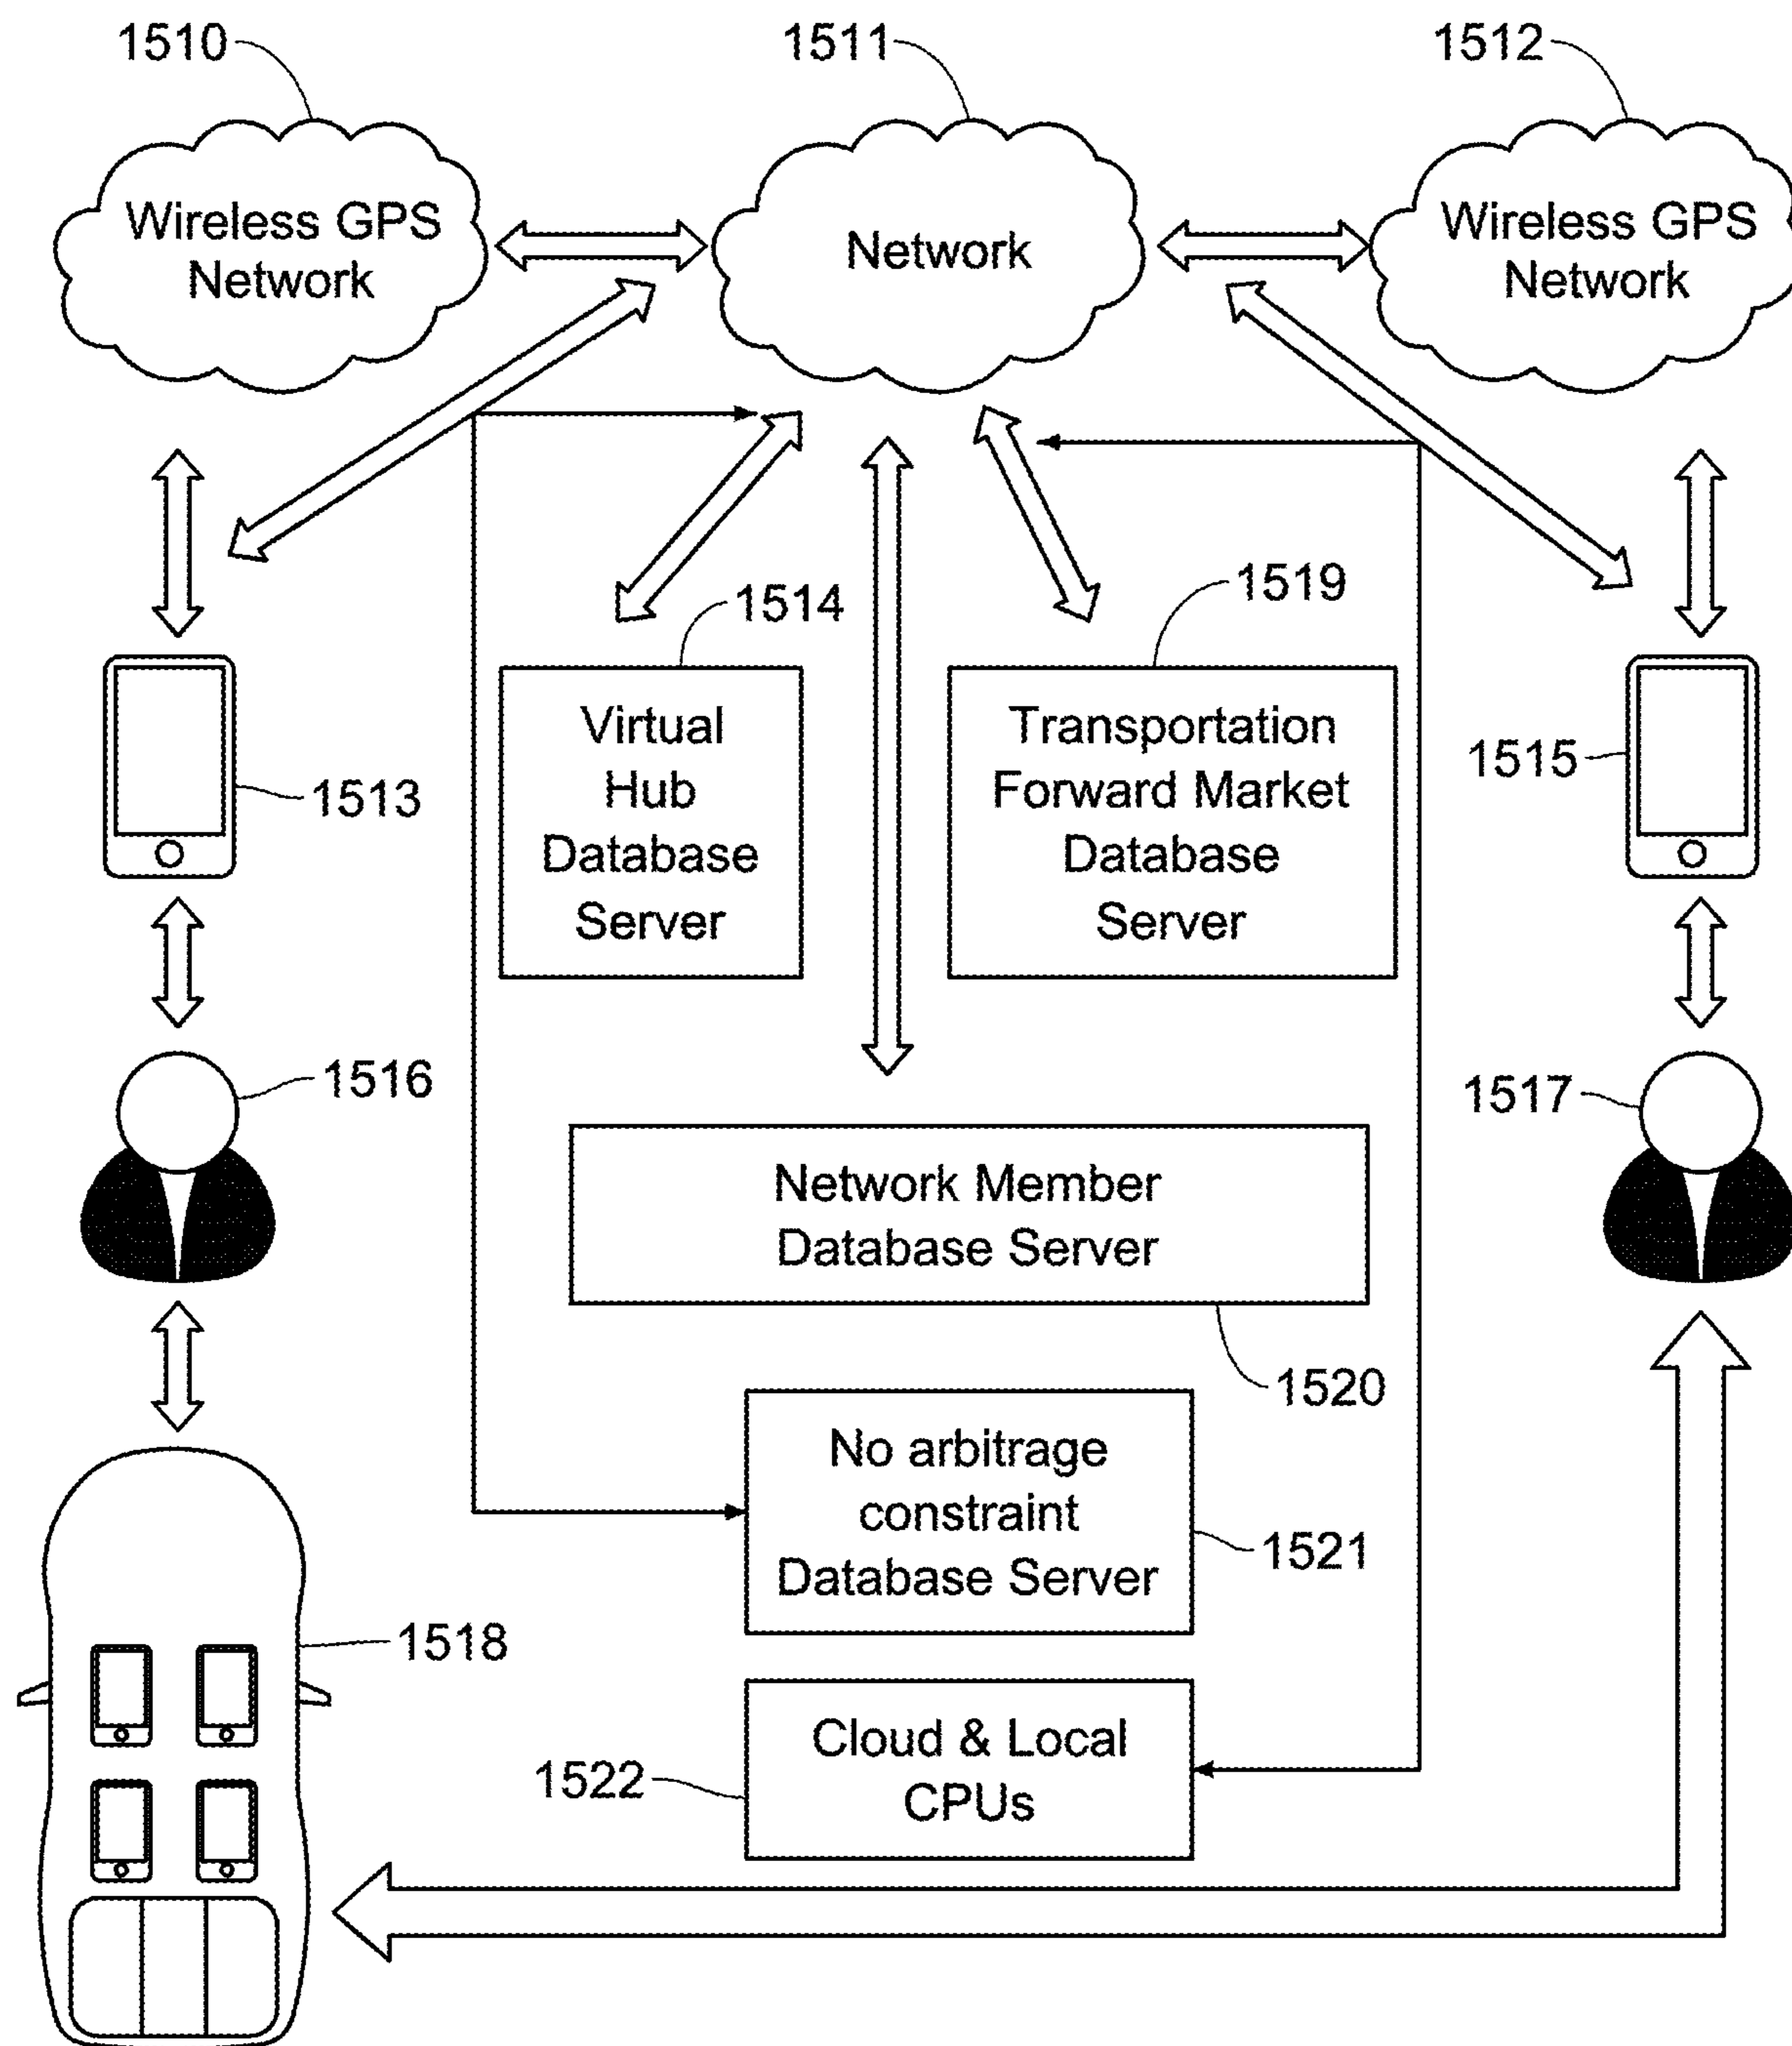 1510
1511
1512
Wireless GPS
Network
Network
Wireless GPS
Network
1514
1519
Virtual
Hub
Database
Server
Transportation
Forward Market
Database
Server
1513
1515
1516
1517
Network Member
Database Server
1520
No arbitrage
constraint
Database Server
1521
1518
Cloud & Local
CPUs
1522